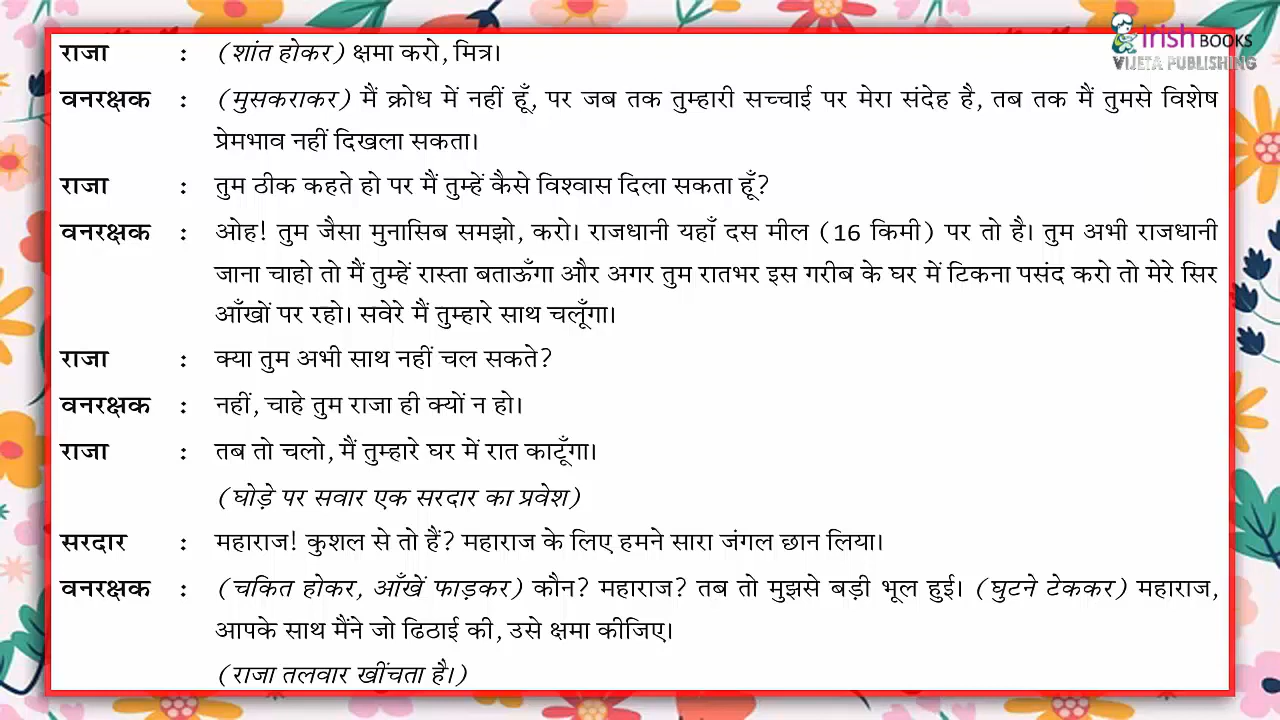 irish BOOKS
VIJETA PUBLISHING
राजा : (शांत होकर) क्षमा करो, मित्र।
वनरक्षक : (मुसकराकर) मैं क्रोध में नहीं हूँ, पर जब तक तुम्हारी सच्चाई पर मेरा संदेह है, तब तक मैं तुमसे विशेष
प्रेमभाव नहीं दिखला सकता।
राजा : तुम ठीक कहते हो पर मैं तुम्हें कैसे विश्वास दिला सकता हूँ?
वनरक्षक : ओह! तुम जैसा मुनासिब समझो, करो। राजधानी यहाँ दस मील (16 किमी) पर तो है। तुम अभी राजधानी
जाना चाहो तो मैं तुम्हें रास्ता बताऊँगा और अगर तुम रातभर इस गरीब के घर में टिकना पसंद करो तो मेरे सिर
आँखों पर रहो। सवेरे मैं तुम्हारे साथ चलूँगा।
राजा : क्या तुम अभी साथ नहीं चल सकते?
वनरक्षक : नहीं, चाहे तुम राजा ही क्यों न हो।
राजा : तब तो चलो, मैं तुम्हारे घर में रात काटूँगा।
(घोड़े पर सवार एक सरदार का प्रवेश)
सरदार : महाराज! कुशल से तो हैं? महाराज के लिए हमने सारा जंगल छान लिया।
वनरक्षक : (चकित होकर, आँखें फाड़कर) कौन? महाराज? तब तो मुझसे बड़ी भूल हुई। (घुटने टेककर) महाराज,
आपके साथ मैंने जो ढिठाई की, उसे क्षमा कीजिए।
(राजा तलवार खींचता है।)